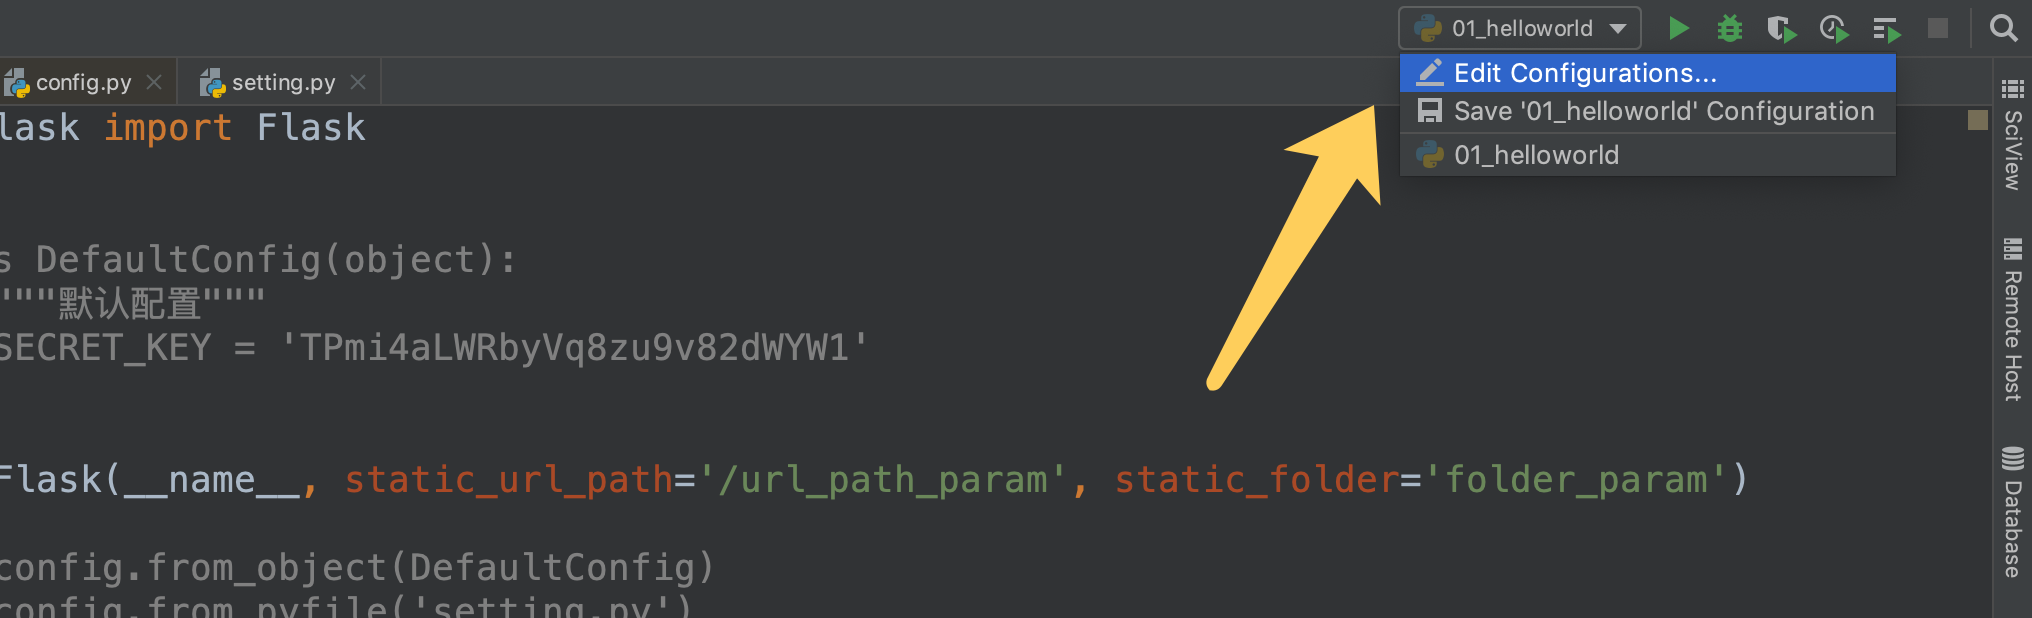 01_helloworld
config.py
setting.py
Edit Configurations...
Save '01_helloworld' Configuration
01_helloworld
lask import Flask
s DefaultConfig(object):
"""默认配置"""
SECRET_KEY = 'TPmi4aLWRbyVq8zu9v82dWYW1'
Flask(__name__, static_url_path='/url_path_param', static_folder='folder_param')
config.from_object(DefaultConfig)
config.from_pyfile('setting.py')
SciView
Remote Host
Database